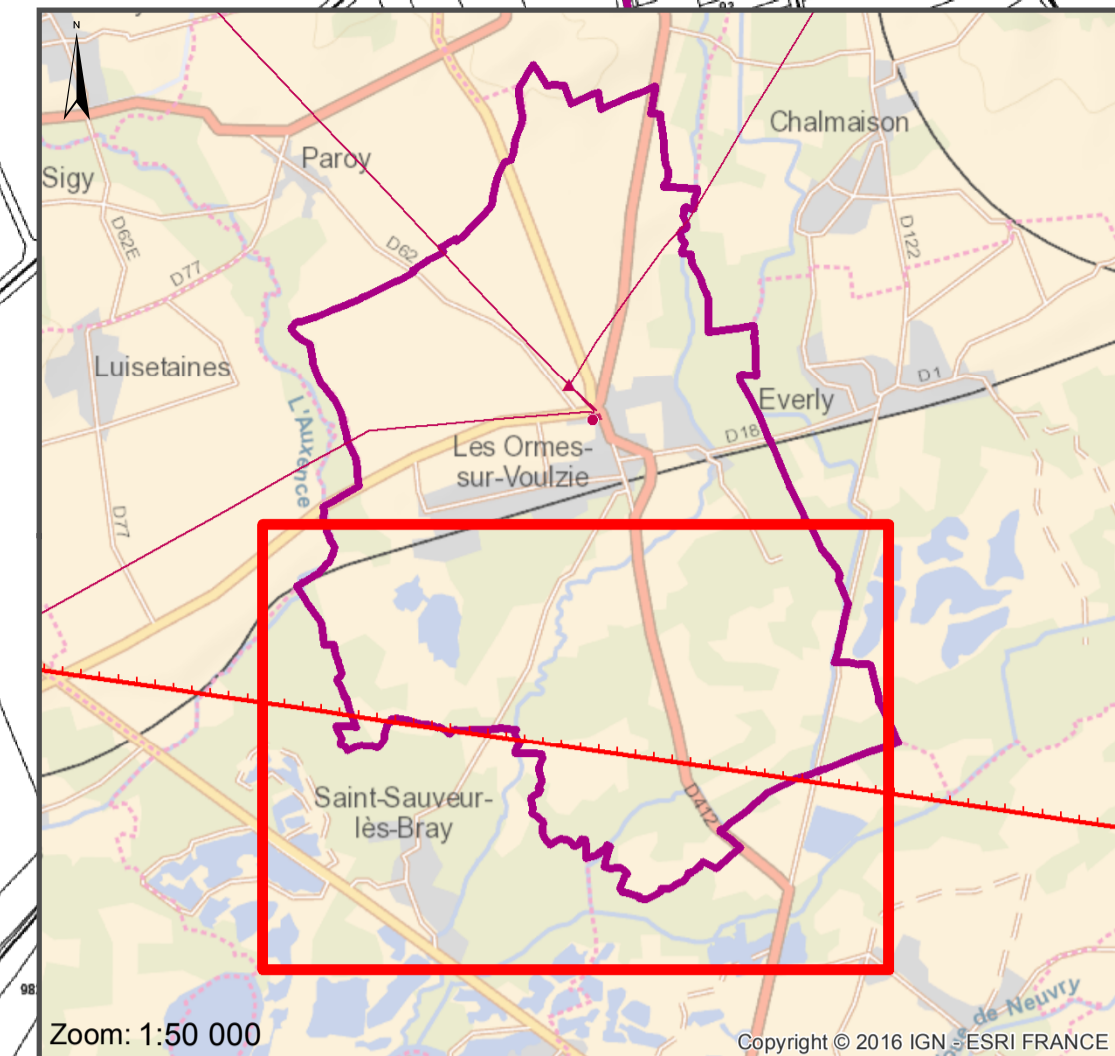 N
Chalmaison
Paroy
Sigy
D62E
D62
D122
D77
Luisetaines
D1
Everly
L'Auxence
D18
Les Ormes-
sur-Voulzie
D77
Saint-Sauveur-
lès-Bray
D412
98
de Neuvry
Zoom: 1:50 000
Copyright © 2016 IGN - ESRI FRANCE